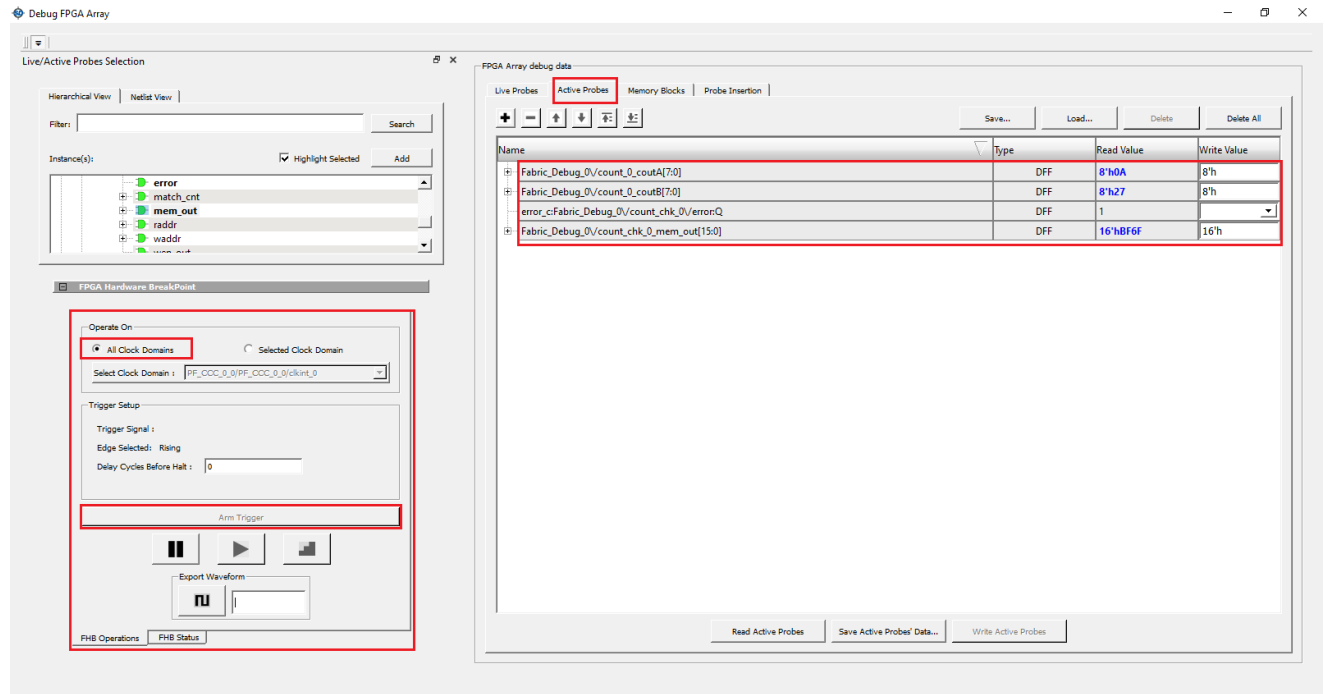 Debug FPGA Array
Live/Active Probes Selection
Hierarchical View Netlist View
Filter: Search
Instance(s): Highlight Selected Add
error
match_cnt
mem_out
raddr
waddr
wen_out
FPGA Hardware BreakPoint
Operate On
All Clock Domains Selected Clock Domain
Select Clock Domain : PF_CCC_0_0/PF_CCC_0_0/clkint_0
Trigger Setup
Trigger Signal :
Edge Selected: Rising
Delay Cycles Before Halt : 0
Arm Trigger
Export Waveform
FHB Operations FHB Status
FPGA Array debug data
Live Probes Active Probes Memory Blocks Probe Insertion
Save... Load... Delete Delete All
Name Type Read Value Write Value
Fabric_Debug_0\/count_0_coutA[7:0] DFF 8'h0A 8'h
Fabric_Debug_0\/count_0_coutB[7:0] DFF 8'h27 8'h
error_c:Fabric_Debug_0\/count_chk_0\/error:Q DFF 1
Fabric_Debug_0\/count_chk_0_mem_out[15:0] DFF 16'hBF6F 16'h
Read Active Probes Save Active Probes' Data... Write Active Probes